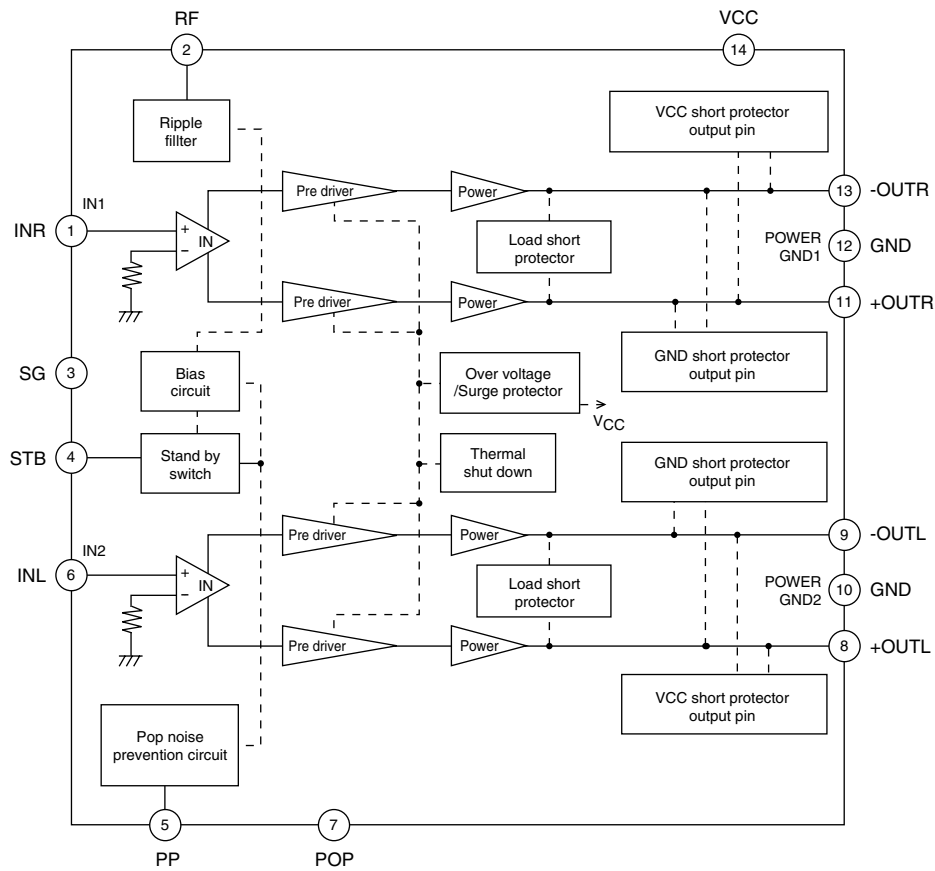 RF
VCC
2
14
Ripple
fillter
VCC short protector
output pin
Pre driver
Power
13
-OUTR
IN1
INR
1
+
IN
−
Load short
protector
POWER
GND1
12
GND
Pre driver
Power
11
+OUTR
SG
3
Bias
circuit
Over voltage
/Surge protector
GND short protector
output pin
VCC
STB
4
Stand by
switch
Thermal
shut down
GND short protector
output pin
Pre driver
Power
9
-OUTL
IN2
INL
6
+
IN
−
Load short
protector
POWER
GND2
10
GND
Pre driver
Power
8
+OUTL
VCC short protector
output pin
Pop noise
prevention circuit
5
7
PP
POP